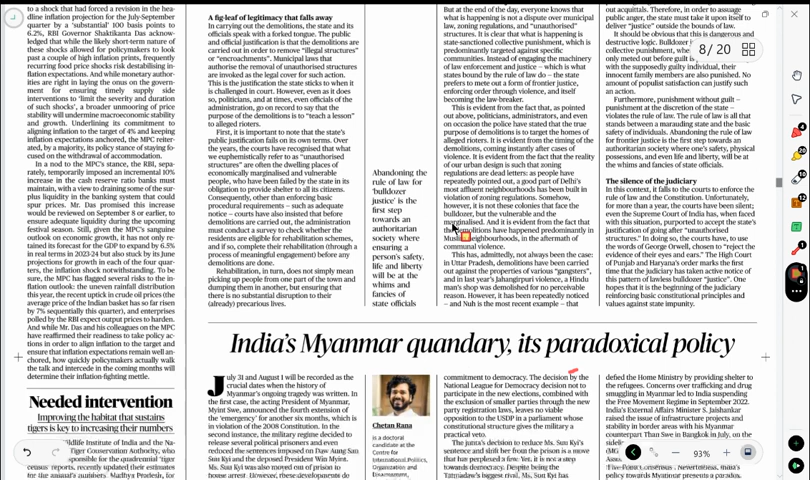 to a shock that had forced a revision in the head-
line inflation projection for the July-September
quarter by a 'substantial' 100 basis points to
6.2%, RBI Governor Shaktikanta Das acknow-
ledged that while the likely short-term nature of
these shocks allowed for policymakers to look
past a couple of high inflation prints, frequently
recurring food price shocks risk destabilising in-
flation expectations. And while monetary author-
ities are right in laying the onus on the govern-
ment for ensuring timely supply side
interventions to 'limit the severity and duration
of such shocks', a broader unmooring of price
stability will undermine macroeconomic stability
and growth. Underlining its commitment to
aligning inflation to the target of 4% and keeping
inflation expectations anchored, the MPC reiter-
ated, by a majority, its policy stance of staying fo-
cused on the withdrawal of accommodation.
In a nod to the MPC's stance, the RBI, sepa-
rately, temporarily imposed an incremental 10%
increase in the cash reserve ratio banks must
maintain, with a view to draining some of the sur-
plus liquidity in the banking system that could
spur prices. Mr. Das promised this increase
would be reviewed on September 8 or earlier, to
ensure adequate liquidity during the upcoming
festival season. Still, given the MPC's sanguine
outlook on economic growth, it has not only re-
tained its forecast for the GDP to expand by 6.5%
in real terms in 2023-24 but also stuck by its June
projections for growth in each of the four quar-
ters, the inflation shock notwithstanding. To be
sure, the MPC has flagged several risks to the in-
flation outlook: the uneven rainfall distribution
this year, the recent uptick in crude oil prices (the
average price of the Indian basket has so far risen
by 7% sequentially this quarter), and enterprises
polled by the RBI expect output prices to harden.
And while Mr. Das and his colleagues on the MPC
have reaffirmed their readiness to take policy ac-
tions in order to align inflation to the target and
ensure that inflation expectations remain well an-
chored, how quickly policymakers actually walk
the talk and intercede in the coming months will
determine their inflation-fighting mettle.
Needed intervention
Improving the habitat that sustains
tigers is key to increasing their numbers
Wildlife Institute of India and the Na-
Tiger Conservation Authority, who
sponsible for the quadrennial 'tiger
A fig-leaf of legitimacy that falls away
In carrying out the demolitions, the state and its
officials speak with a forked tongue. The public
and official justification is that the demolitions are
carried out in order to remove "illegal structures"
or "encroachments". Municipal laws that
authorise the removal of unauthorised structures
are invoked as the legal cover for such action.
This is the justification the state sticks to when it
is challenged in court. However, even as it does
so, politicians, and at times, even officials of the
administration, go on record to say that the
purpose of the demolitions is to "teach a lesson"
to alleged rioters.
First, it is important to note that the state's
public justification fails on its own terms. Over
the years, the courts have recognised that what
we euphemistically refer to as "unauthorised
structures" are often the dwelling places of
economically marginalised and vulnerable
people, who have been failed by the state in its
obligation to provide shelter to all its citizens.
Consequently, other than enforcing basic
procedural requirements – such as adequate
notice – courts have also insisted that before
demolitions are carried out, the administration
must conduct a survey to check whether the
residents are eligible for rehabilitation schemes,
and if so, complete their rehabilitation (through a
process of meaningful engagement) before any
demolitions are done.
Rehabilitation, in turn, does not simply mean
picking up people from one part of the town and
dumping them in another, but ensuring that
there is no substantial disruption to their
(already) precarious lives.
Abandoning the
rule of law for
'bulldozer
justice' is the
first step
towards an
authoritarian
society where
ensuring a
person's safety,
life and liberty
will be at the
whims and
fancies of
state officials
But at the end of the day, everyone knows that
what is happening is not a dispute over municipal
law, zoning regulations, and "unauthorised"
structures. It is clear that what is happening is
state-sanctioned collective punishment, which is
predominantly targeted against specific
communities. Instead of engaging the machinery
of law enforcement and justice – which is what
states bound by the rule of law do – the state
prefers to mete out a form of frontier justice,
enforcing order through violence, and itself
becoming the law-breaker.
This is evident from the fact that, as pointed
out above, politicians, administrators, and even
on occasion the police have stated that the true
purpose of demolitions is to target the homes of
alleged rioters. It is evident from the timing of the
demolitions, coming instantly after cases of
violence. It is evident from the fact that the reality
of our urban design is such that zoning
regulations are dead letters: as people have
repeatedly pointed out, a good part of Delhi's
most affluent neighbourhoods has been built in
violation of zoning regulations. Somehow,
however, it is not these colonies that face the
bulldozer, but the vulnerable and the
marginalised. And it is evident from the fact that
the demolitions have happened predominantly in
Muslim neighbourhoods, in the aftermath of
communal violence.
This has, admittedly, not always been the case:
in Uttar Pradesh, demolitions have been carried
out against the properties of various "gangsters",
and in last year's Jahangirpuri violence, a Hindu
man's shop was demolished for no perceivable
reason. However, it has been repeatedly noticed
– and Nuh is the most recent example – that
out acquittals. Therefore, in order to assuage
public anger, the state must take it upon itself to
deliver "justice" outside the bounds of law.
It should be obvious that this is dangerous and
destructive logic. Bulldozer
collective punishment, whe
only meted out before guilt is
with the supposedly guilty individual, their
innocent family members are also punished. No
amount of populist satisfaction can justify such
an action.
Furthermore, punishment without guilt –
punishment at the discretion of the state –
violates the rule of law. The rule of law is all that
stands between a marauding state and the basic
safety of individuals. Abandoning the rule of law
for frontier justice is the first step towards an
authoritarian society where one's safety, physical
possessions, and even life and liberty, will be at
the whims and fancies of state officials.
The silence of the judiciary
In this context, it falls to the courts to enforce the
rule of law and the Constitution. Unfortunately,
for more than a year, the courts have been silent;
even the Supreme Court of India has, when faced
with this situation, purported to accept the state's
justification of going after "unauthorised
structures." In doing so, the courts have, to use
the words of George Orwell, chosen to "reject the
evidence of their eyes and ears." The High Court
of Punjab and Haryana's order marks the first
time that the judiciary has taken active notice of
this pattern of lawless "bulldozer justice". One
hopes that it is the beginning of the judiciary
reinforcing basic constitutional principles and
values against state impunity.
8 / 20
India's Myanmar quandary, its paradoxical policy
July 31 and August 1 will be recorded as the
crucial dates when the history of
Myanmar's ongoing tragedy was written. In
the first case, the acting President of Myanmar,
Myint Swe, announced the fourth extension of
the 'emergency' for another six months, which is
in violation of the 2008 Constitution. In the
second instance, the military regime decided to
release several political prisoners and even
reduced the sentences imposed on Daw Aung San
Suu Kyi and the deposed President Win Myint.
Ms. Suu Kyi was also moved out of prison to
house arrest. However, these developments do
Chetan Rana
is a doctoral
candidate at the
Centre for
International Politics,
Organization and
Disarmament,
commitment to democracy. The decision by the
National League for Democracy decision not to
participate in the new elections, combined with
the exclusion of smaller parties through the new
party registration laws, leaves no viable
opposition to the USDP in a parliament whose
constitutional structure gives the military a
practical veto.
The junta's decision to reduce Ms. Suu Kyi's
sentence and shift her from the prison is a move
that has perplexed a few. Yet, it is not a step
towards democracy. Despite being the
Tatmadaw's biggest rival, Ms. Suu Kyi has
defied the Home Ministry by providing shelter to
the refugees. Concerns over trafficking and drug
smuggling in Myanmar led to India suspending
the Free Movement Regime in September 2022.
India's External Affairs Minister S. Jaishankar
raised the issue of infrastructure projects and
stability in border areas with his Myanmar
counterpart Than Swe in Bangkok in July, on the
93%